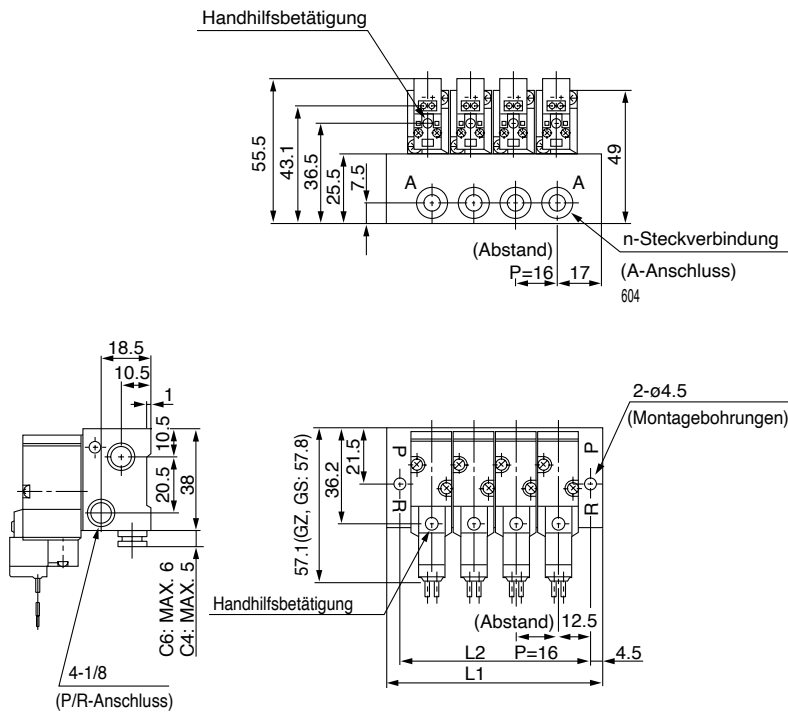 Handhilfsbetätigung
- +
- +
- +
- +
55.5
43.1
36.5
25.5
7.5
49
A
A
(Abstand)
P=16
17
n-Steckverbindung
(A-Anschluss)
604
18.5
10.5
1
10.5
20.5
38
C6: MAX. 6
C4: MAX. 5
4-1/8
(P/R-Anschluss)
57.1(GZ, GS: 57.8)
36.2
21.5
P
R
P
R
2-ø4.5
(Montagebohrungen)
Handhilfsbetätigung
(Abstand)
12.5
L2
P=16
4.5
L1